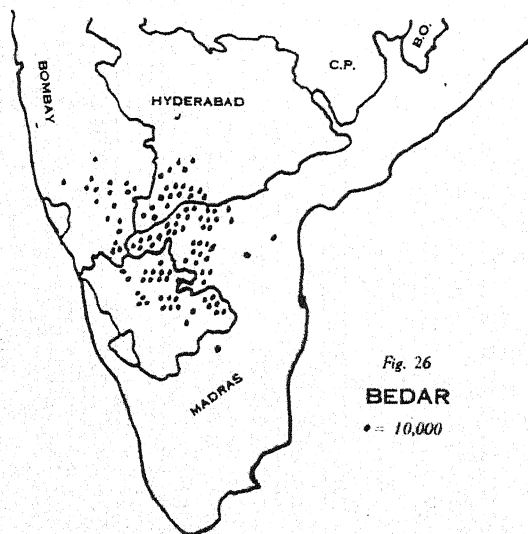 B.O.
C.P.
BOMBAY
HYDERABAD
MADRAS
Fig. 26
BEDAR
• = 10,000